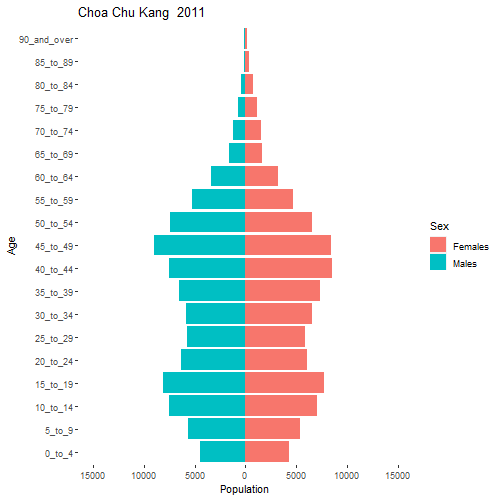 Choa Chu Kang  2011
90_and_over
85_to_89
80_to_84
75_to_79
70_to_74
65_to_69
60_to_64
55_to_59
50_to_54
45_to_49
40_to_44
35_to_39
30_to_34
25_to_29
20_to_24
15_to_19
10_to_14
5_to_9
0_to_4
Age
15000 10000 5000 0 5000 10000 15000
Population
Sex
Females
Males